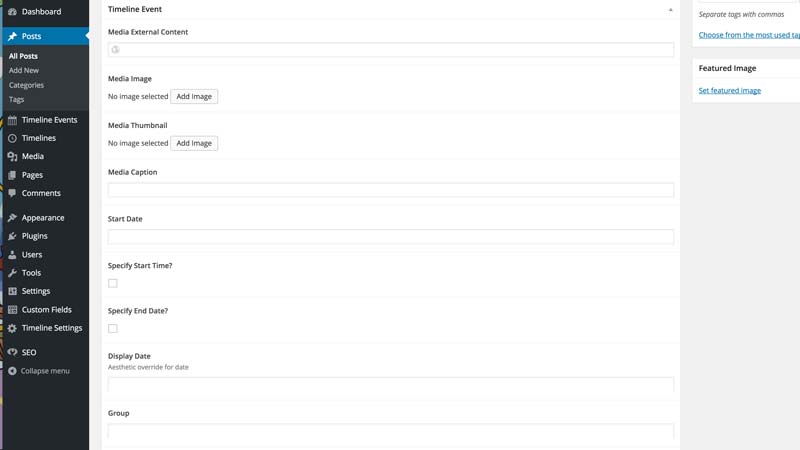 Dashboard
Posts
All Posts
Add New
Categories
Tags
Timeline Events
Timelines
Media
Pages
Comments
Appearance
Plugins
Users
Tools
Settings
Custom Fields
Timeline Settings
SEO
Collapse menu
Timeline Event
Media External Content
Media Image
No image selected Add Image
Media Thumbnail
No image selected Add Image
Media Caption
Start Date
Specify Start Time?
Specify End Date?
Display Date
Aesthetic override for date
Group
Separate tags with commas
Choose from the most used tag
Featured Image
Set featured image